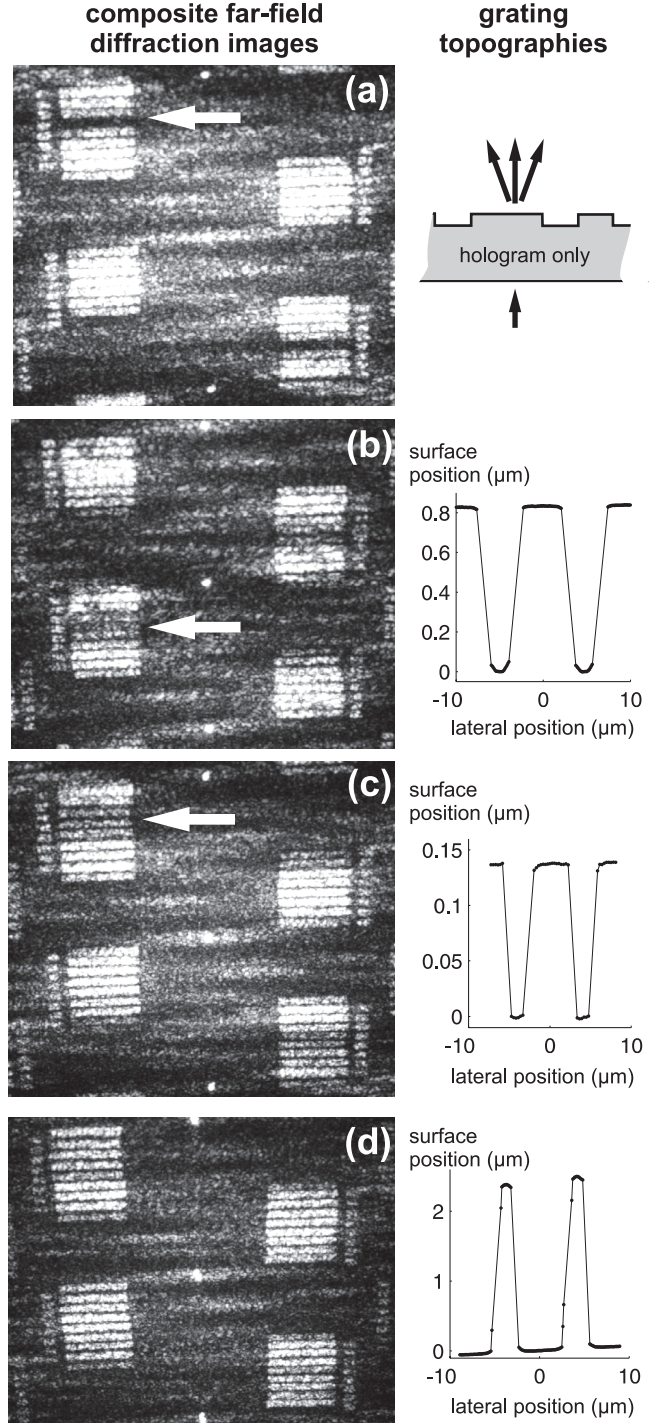 composite far-field
diffraction images
grating
topographies
(a)
hologram only
(b)
surface
position (µm)
0.8
0.6
0.4
0.2
0
-10
0
10
lateral position (µm)
(c)
surface
position (µm)
0.15
0.1
0.05
0
-10
0
10
lateral position (µm)
(d)
surface
position (µm)
2
1
0
-10
0
10
lateral position (µm)